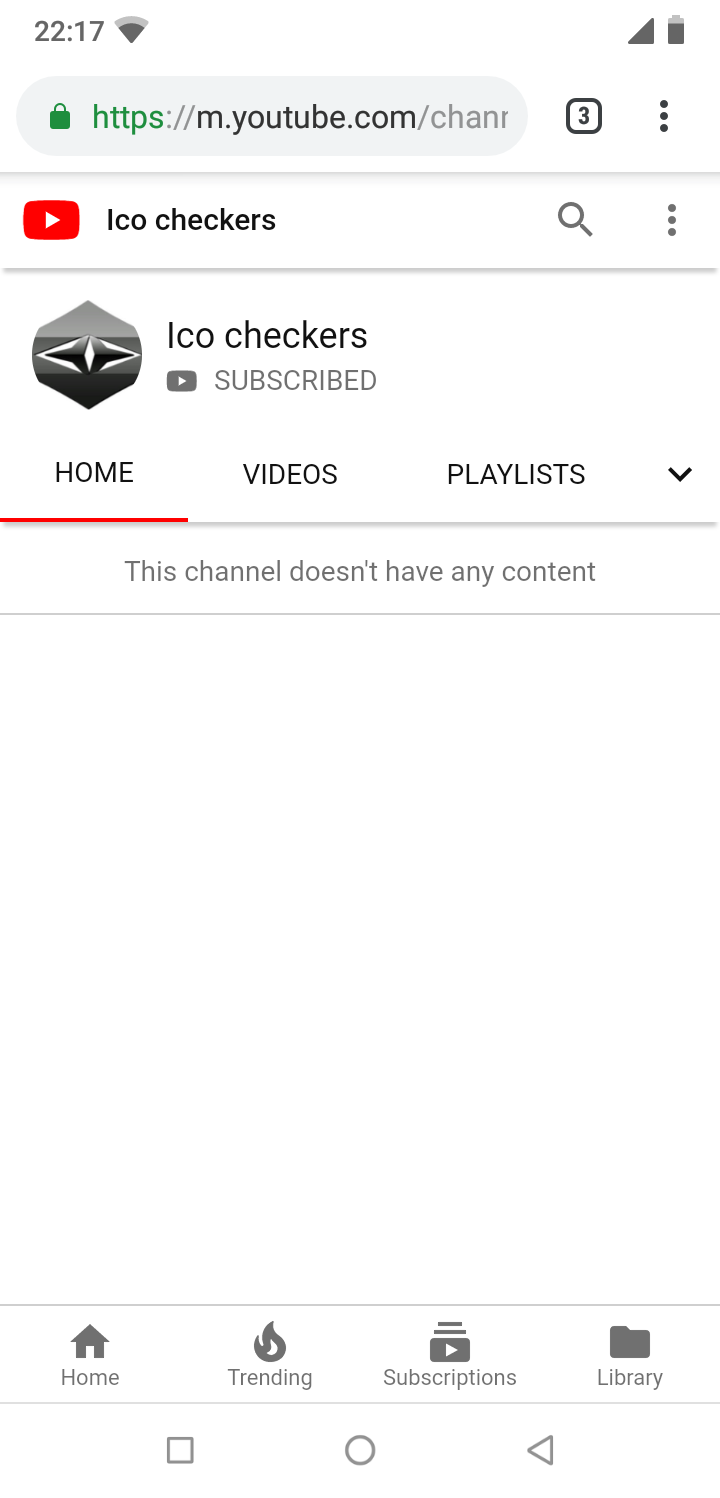 22:17
https://m.youtube.com/chanr
3
Ico checkers
Ico checkers
SUBSCRIBED
HOME VIDEOS PLAYLISTS
This channel doesn't have any content
Home Trending Subscriptions Library